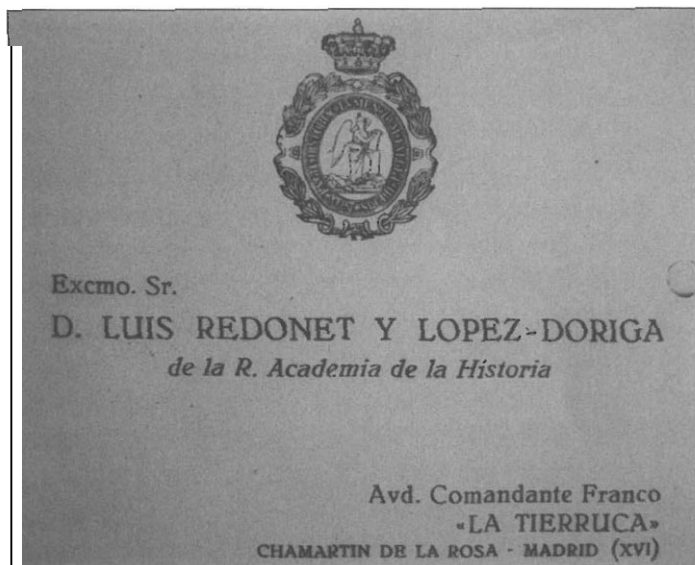 Excmo. Sr.
D. LUIS REDONET Y LOPEZ-DORIGA
de la R. Academia de la Historia
Avd. Comandante Franco
«LA TIERRUCA»
CHAMARTIN DE LA ROSA - MADRID (XVI)